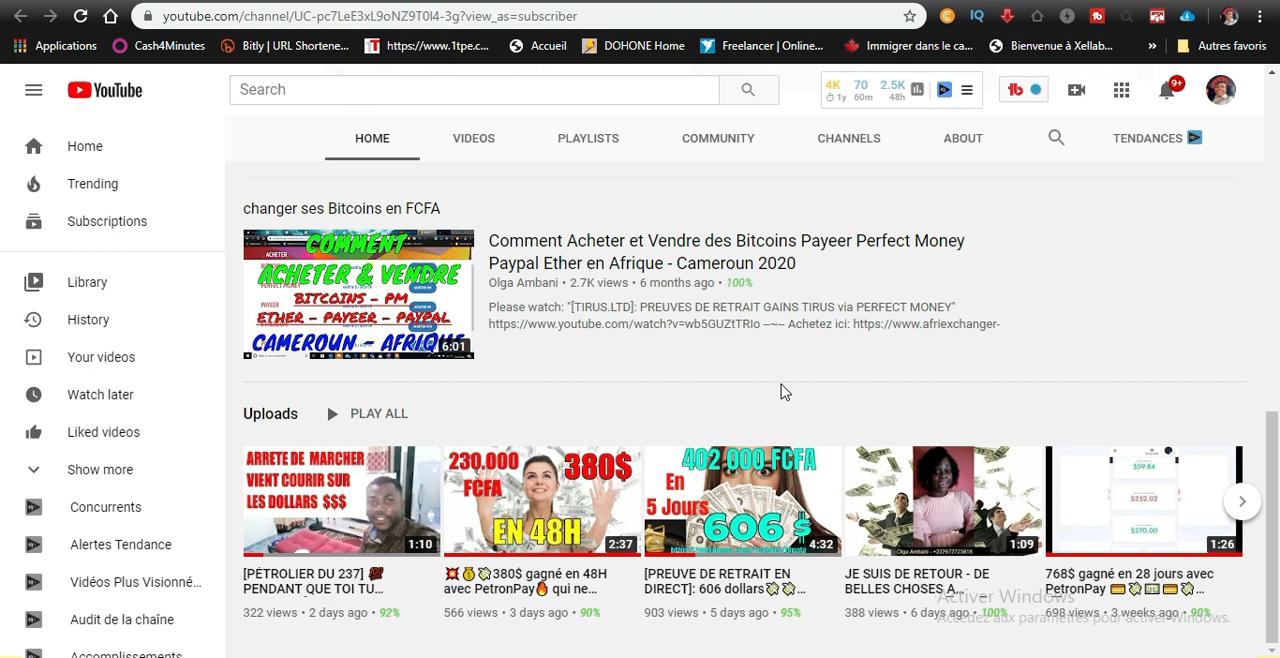 youtube.com/channel/UC-pc7LeE3xL9oNZ9T0l4-3g?view_as=subscriber
Applications Cash4Minutes Bitly | URL Shortene... https://www.1tpe.c... Accueil DOHONE Home Freelancer | Online... Immigrer dans le ca... Bienvenue à Xellab... » Autres favoris
YouTube
Search
4K 70 2.5K
1y 60m 48h
9+
HOME VIDEOS PLAYLISTS COMMUNITY CHANNELS ABOUT TENDANCES
Home
Trending
Subscriptions
Library
History
Your videos
Watch later
Liked videos
Show more
Concurrents
Alertes Tendance
Vidéos Plus Visionné...
Audit de la chaîne
Accomplissements
changer ses Bitcoins en FCFA
COMMENT
ACHETER
ACHETER & VENDRE
BITCOINS - PM
ETHER - PAYEER - PAYPAL
CAMEROUN - AFRIQUE
6:01
Comment Acheter et Vendre des Bitcoins Payeer Perfect Money
Paypal Ether en Afrique - Cameroun 2020
Olga Ambani • 2.7K views • 6 months ago • 100%
Please watch: "[TIRUS.LTD]: PREUVES DE RETRAIT GAINS TIRUS via PERFECT MONEY"
https://www.youtube.com/watch?v=wb5GUZtTRIo --~-- Achetez ici: https://www.afriexchanger-
Uploads PLAY ALL
ARRETE DE MARCHER
VIENT COURIR SUR
LES DOLLARS $$$
1:10
[PÉTROLIER DU 237] 💯
PENDANT QUE TOI TU...
322 views • 2 days ago • 92%
230.000
FCFA
380$
EN 48H
2:37
💥💰💸380$ gagné en 48H
avec PetronPay🔥 qui ne...
566 views • 3 days ago • 90%
402 000 FCFA
En
5 Jours
606 $
4:32
[PREUVE DE RETRAIT EN
DIRECT]: 606 dollars💸💸...
903 views • 5 days ago • 95%
Olga Ambani - +237672723818
1:09
JE SUIS DE RETOUR - DE
BELLES CHOSES A...
388 views • 6 days ago • 100%
$59.84
$252.02
$270.00
1:26
768$ gagné en 28 jours avec
PetronPay 💳💸💵💳💸...
698 views • 3 weeks ago • 90%
Activer Windows
Accédez aux paramètres pour activer Windows.